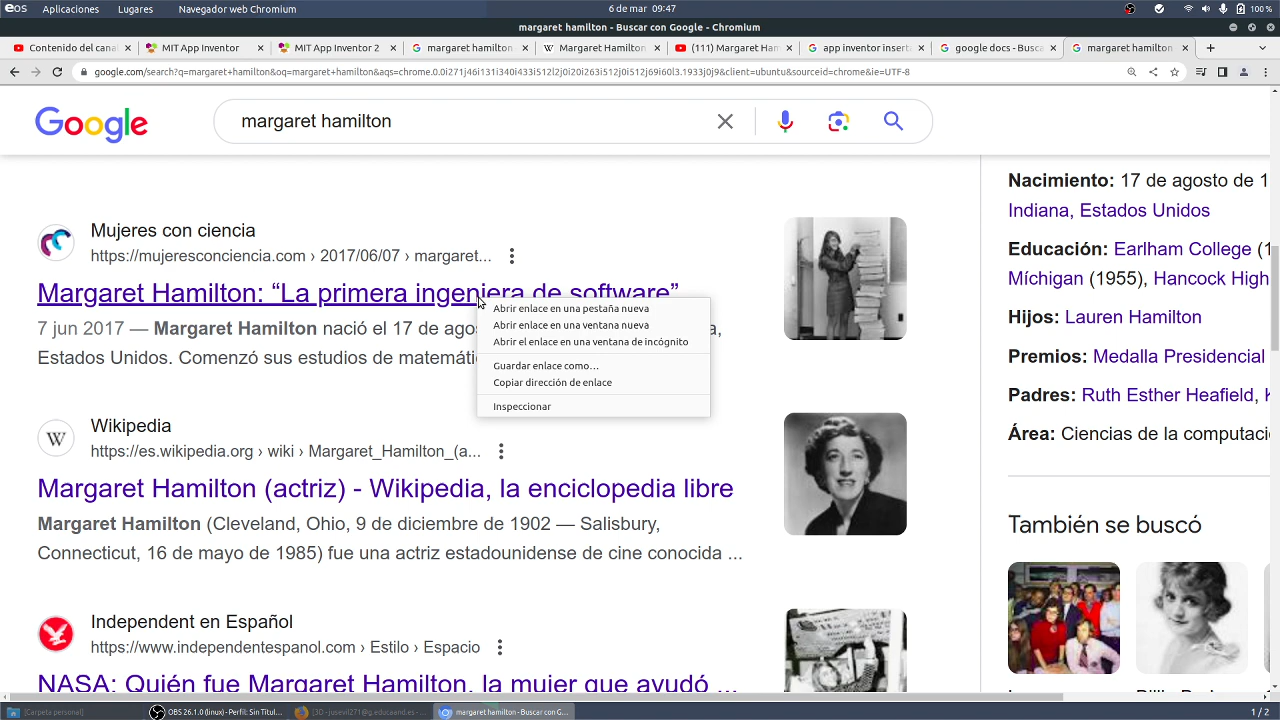 eos Aplicaciones Lugares Navegador web Chromium 6 de mar 09:47 100 %
margaret hamilton - Buscar con Google - Chromium
Contenido del cana MIT App Inventor MIT App Inventor 2 margaret hamilton Margaret Hamilton (111) Margaret Ham app inventor insert google docs - Busca margaret hamilton
google.com/search?q=margaret+hamilton&oq=margaret+hamilton&aqs=chrome.0.0i271j46i131i340i433i512l2j0i20i263i512j0i512j69i60l3.1933j0j9&client=ubuntu&sourceid=chrome&ie=UTF-8
Google margaret hamilton
Mujeres con ciencia
https://mujeresconciencia.com › 2017/06/07 › margaret...
Margaret Hamilton: “La primera ingeniera de software”
7 jun 2017 — Margaret Hamilton nació el 17 de agos
Estados Unidos. Comenzó sus estudios de matemáti
Abrir enlace en una pestaña nueva
Abrir enlace en una ventana nueva
Abrir el enlace en una ventana de incógnito
Guardar enlace como…
Copiar dirección de enlace
Inspeccionar
Wikipedia
https://es.wikipedia.org › wiki › Margaret_Hamilton_(a...
Margaret Hamilton (actriz) - Wikipedia, la enciclopedia libre
Margaret Hamilton (Cleveland, Ohio, 9 de diciembre de 1902 — Salisbury,
Connecticut, 16 de mayo de 1985) fue una actriz estadounidense de cine conocida ...
Independent en Español
https://www.independentespanol.com › Estilo › Espacio
NASA: Quién fue Margaret Hamilton, la mujer que ayudó ...
Nacimiento: 17 de agosto de 1
Indiana, Estados Unidos
Educación: Earlham College (1
Míchigan (1955), Hancock High
Hijos: Lauren Hamilton
Premios: Medalla Presidencial
Padres: Ruth Esther Heafield, K
Área: Ciencias de la computaci
También se buscó
[Carpeta personal] OBS 26.1.0 (linux) - Perfil: Sin Titul... [3D - jusevil271@g.educaand.es - ... margaret hamilton - Buscar con G... 1 / 2